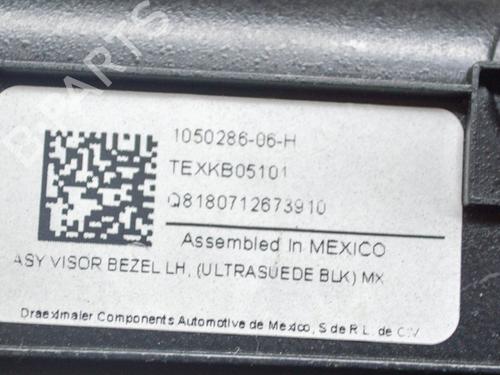 1050286-06-H
TEXKB05101
Q8180712673910
Assembled In MEXICO
ASY VISOR BEZEL LH, (ULTRASUEDE BLK) MX
Draexlmaier Components Automotive de Mexico, S de R L. de C.V
B-PARTS